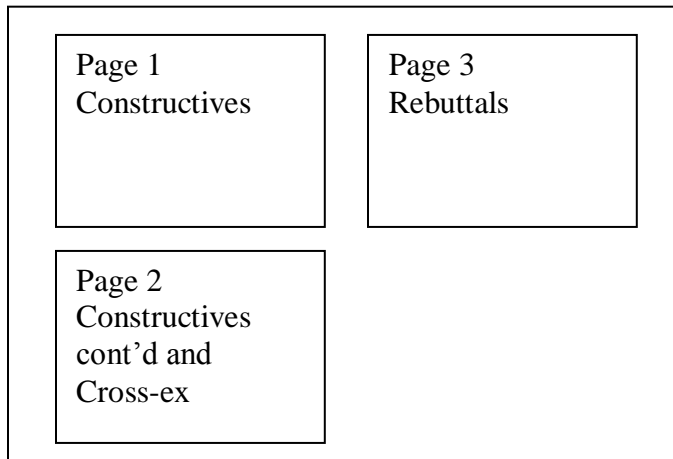 Page 1
Constructives
Page 2
Constructives
cont’d and
Cross-ex
Page 3
Rebuttals